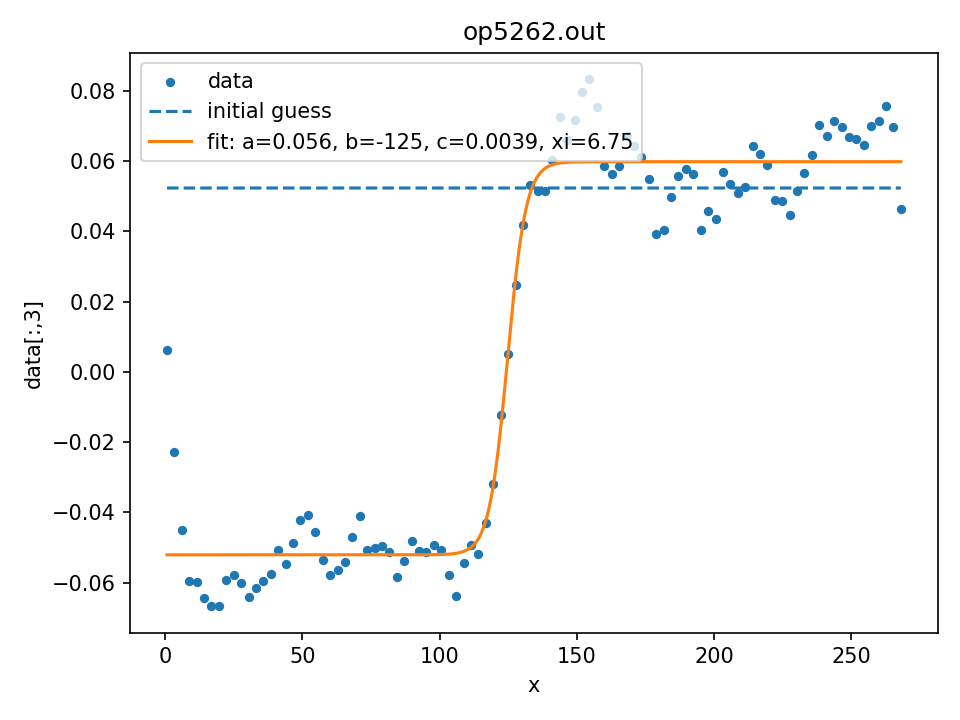 op5262.out
data
initial guess
fit: a=0.056, b=-125, c=0.0039, xi=6.75
0.08
0.06
0.04
0.02
0.00
−0.02
−0.04
−0.06
data[:,3]
0
50
100
150
200
250
x